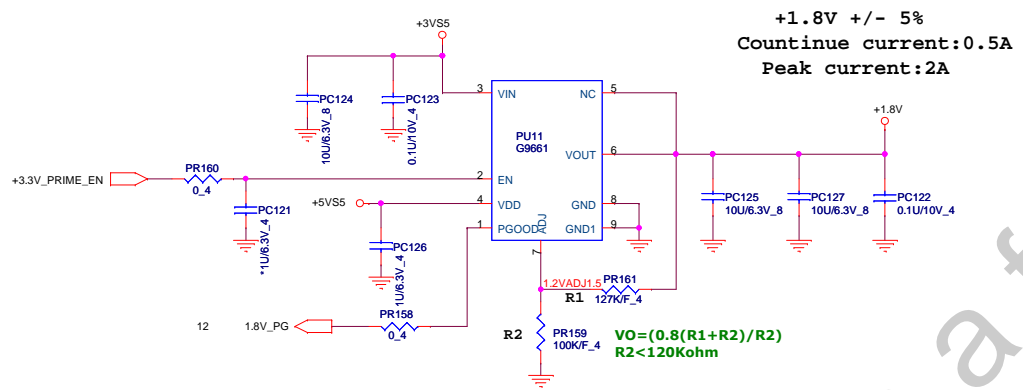 +1.8V +/- 5%
Countinue current:0.5A
Peak current:2A
+3VS5
PC124
10U/6.3V_8
PC123
0.1U/10V_4
3
VIN
NC
5
PU11
G9661
+1.8V
VOUT
6
+3.3V_PRIME_EN
PR160
0_4
2
EN
PC121
*1U/6.3V_4
+5VS5
4
VDD
GND
8
1
PGOOD
ADJ
GND1
9
7
PC125
10U/6.3V_8
PC127
10U/6.3V_8
PC122
0.1U/10V_4
PC126
1U/6.3V_4
1.2VADJ1.5
R1
PR161
127K/F_4
12
1.8V_PG
PR158
0_4
R2
PR159
100K/F_4
VO=(0.8(R1+R2)/R2)
R2<120Kohm
a f